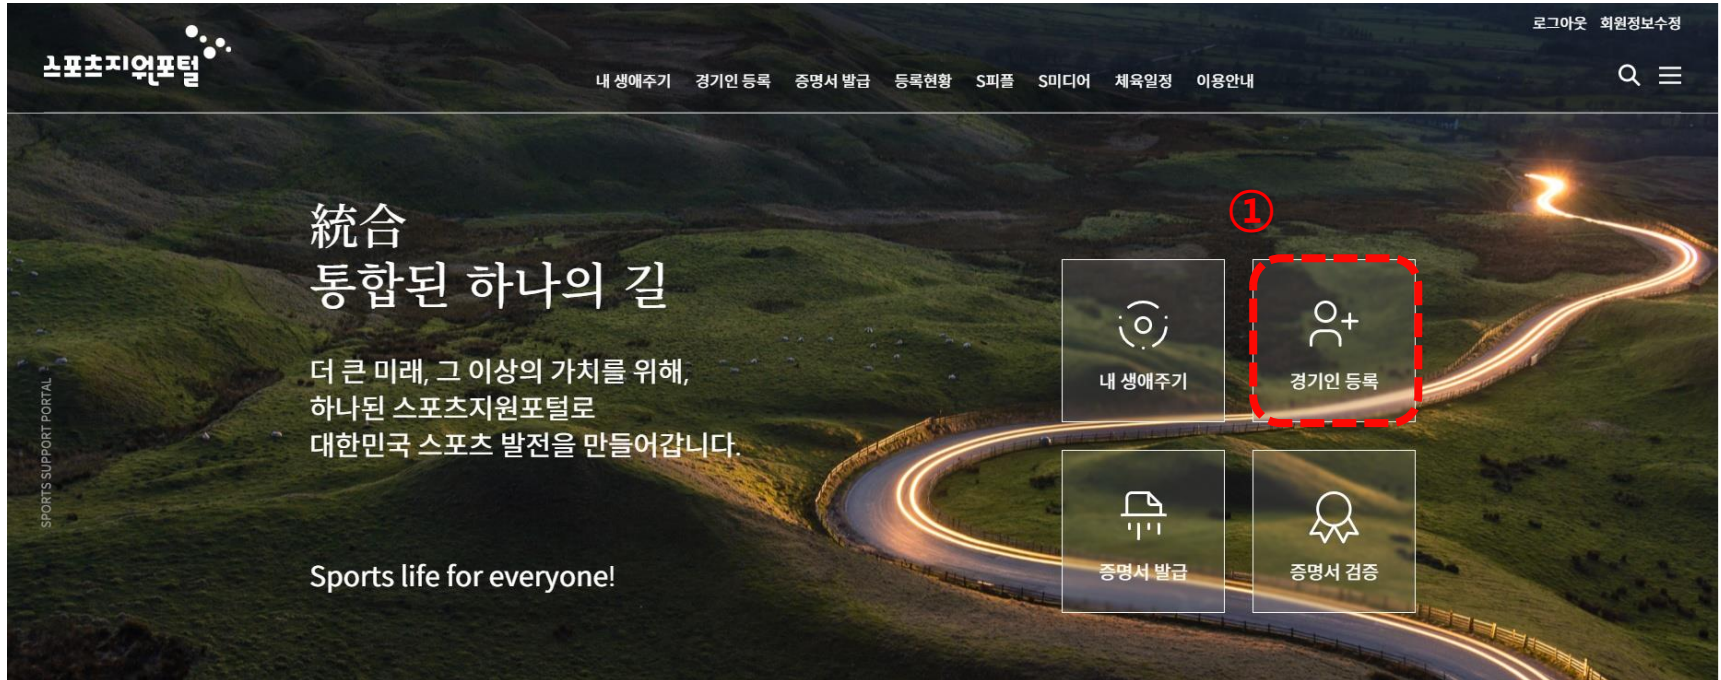 로그아웃 회원정보수정
스포츠지원포털
내 생애주기 경기인 등록 증명서 발급 등록현황 S피플 S미디어 체육일정 이용안내
統合
통합된 하나의 길
더 큰 미래, 그 이상의 가치를 위해,
하나된 스포츠지원포털로
대한민국 스포츠 발전을 만들어갑니다.
Sports life for everyone!
SPORTS SUPPORT PORTAL
①
내 생애주기
경기인 등록
증명서 발급
증명서 검증